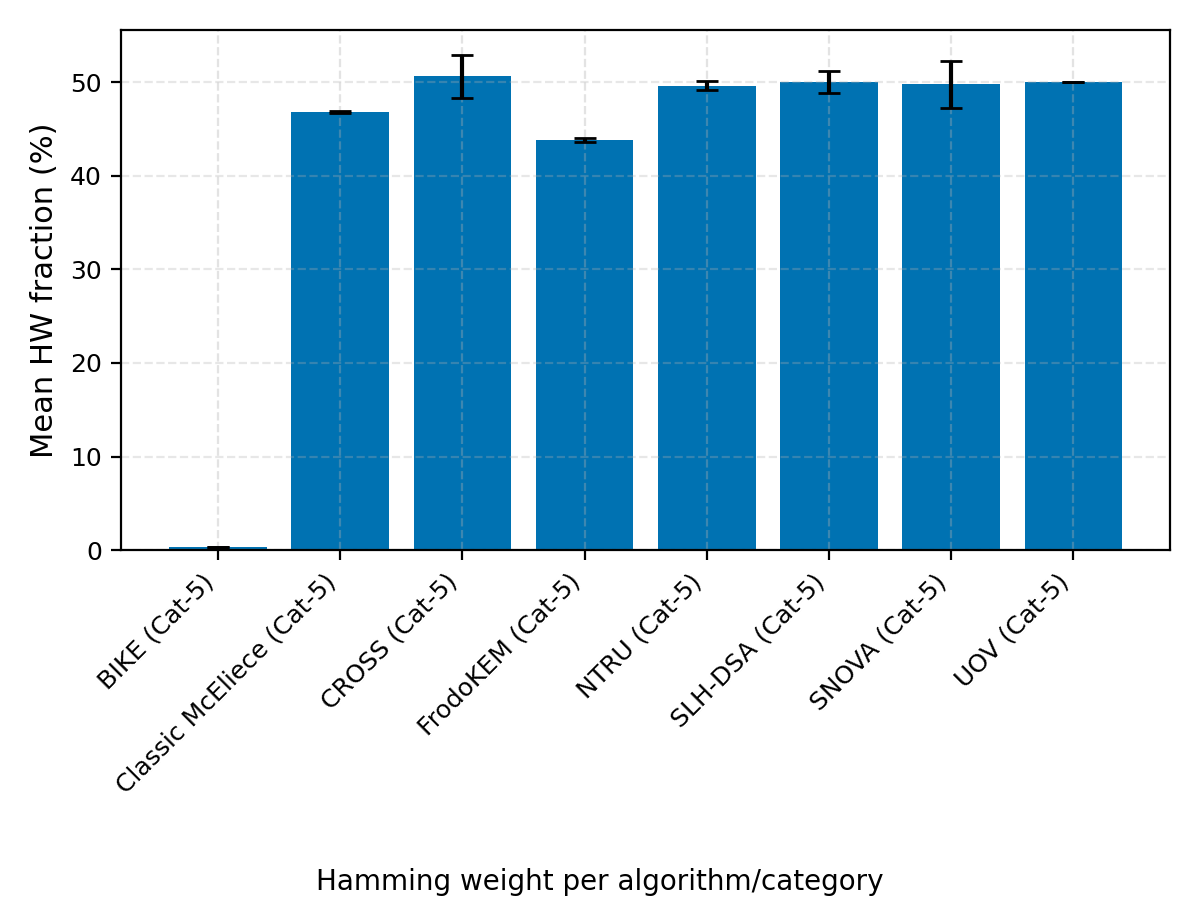 Mean HW fraction (%)
50
40
30
20
10
0
BIKE (Cat-5)
Classic McEliece (Cat-5)
CROSS (Cat-5)
FrodoKEM (Cat-5)
NTRU (Cat-5)
SLH-DSA (Cat-5)
SNOVA (Cat-5)
UOV (Cat-5)
Hamming weight per algorithm/category